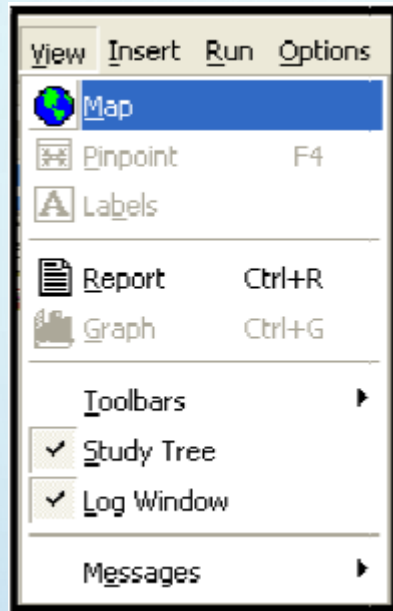 View Insert Run Options
Map
Pinpoint F4
A Labels
Report Ctrl+R
Graph Ctrl+G
Toolbars
Study Tree
Log Window
Messages